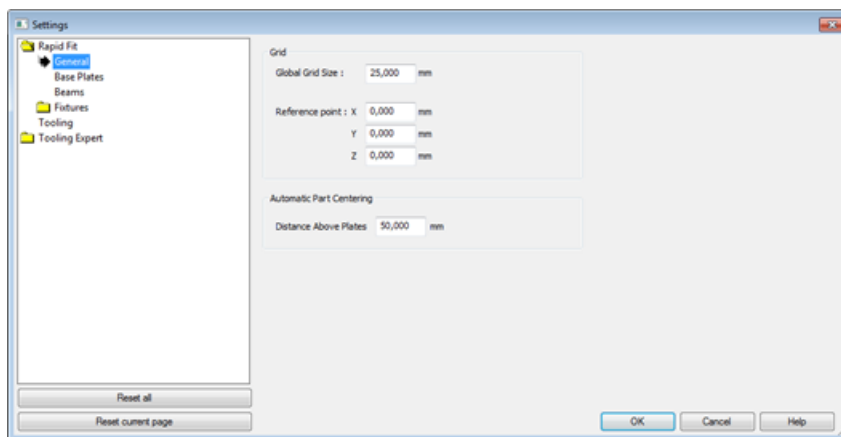 Settings
Rapid Fit
General
Base Plates
Beams
Fixtures
Tooling
Tooling Expert
Reset all
Reset current page
Grid
Global Grid Size : 25,000 mm
Reference point : X 0,000 mm
Y 0,000 mm
Z 0,000 mm
Automatic Part Centering
Distance Above Plates 50,000 mm
OK Cancel Help